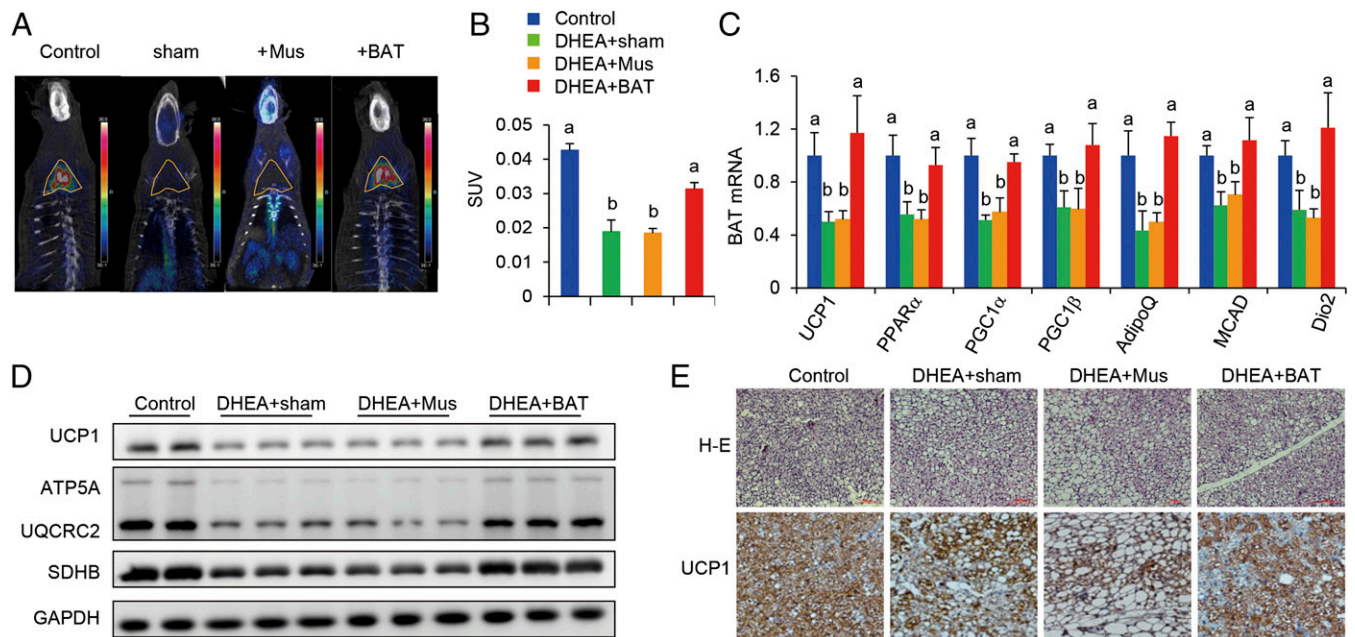 A
Control sham +Mus +BAT
B
Control
DHEA+sham
DHEA+Mus
DHEA+BAT
SUV
0.05
0.04
0.03
0.02
0.01
0
a
b
b
a
C
BAT mRNA
1.6
1.2
0.8
0.4
0
a b b a
a b b a
a b b a
a b b a
a b b a
a b b a
a b b a
UCP1 PPARα PGC1α PGC1β AdipoQ MCAD Dio2
D
Control DHEA+sham DHEA+Mus DHEA+BAT
UCP1
ATP5A
UQCRC2
SDHB
GAPDH
E
Control DHEA+sham DHEA+Mus DHEA+BAT
H-E
UCP1